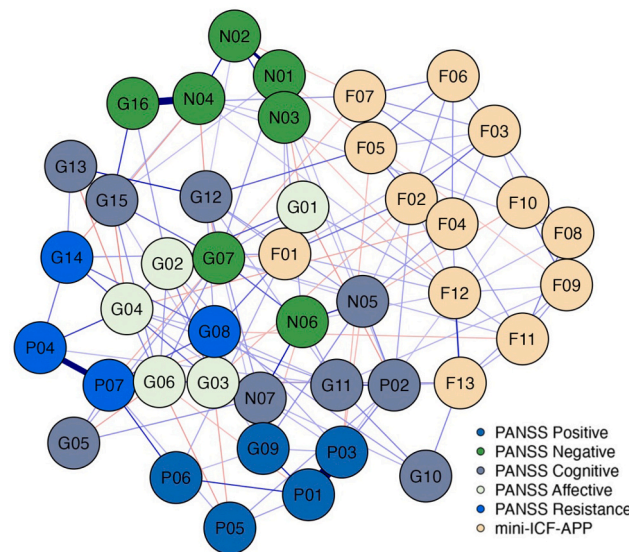 N02
N01
F06
F07
G16
N04
N03
F03
F05
G13
G15
G12
G01
F02
F10
F04
F08
G14
G02
G07
F01
F09
F12
N05
G04
G08
N06
F11
P04
P07
G06
G03
N07
G11
P02
F13
G05
G09
P03
P06
P01
G10
P05
PANSS Positive
PANSS Negative
PANSS Cognitive
PANSS Affective
PANSS Resistance
mini-ICF-APP